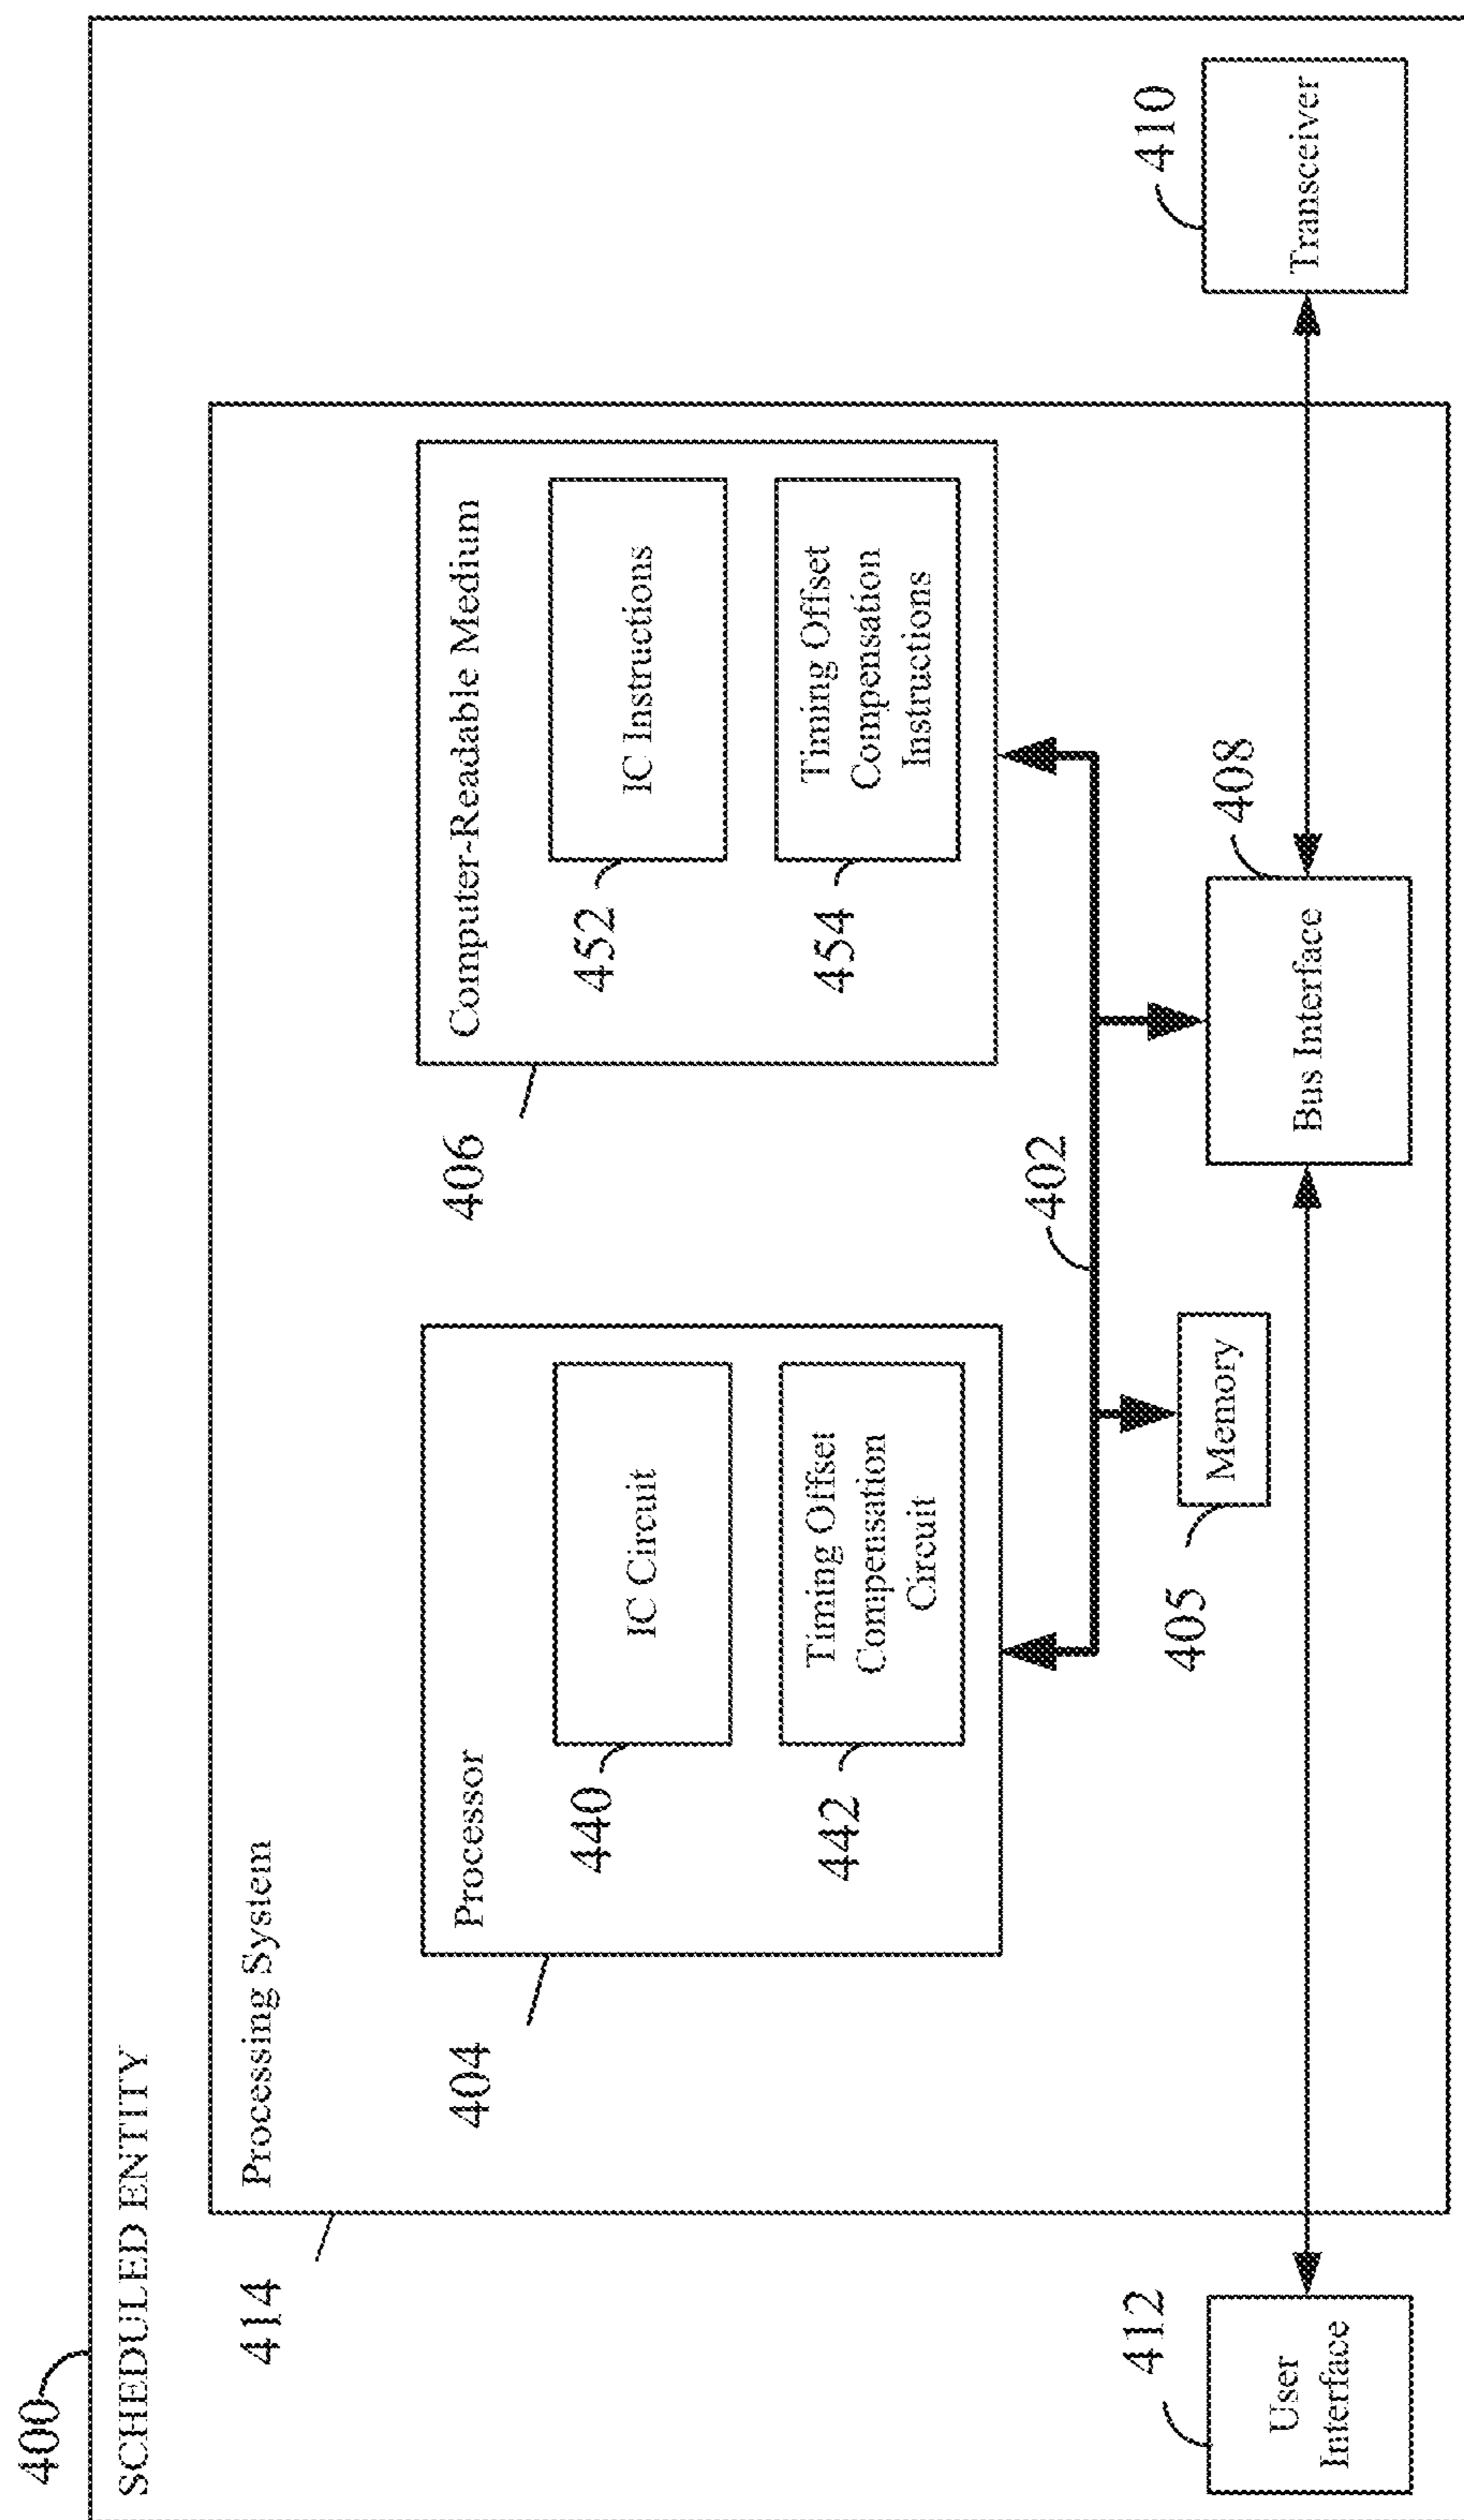 400
SCHEDULED ENTITY
414
Processing System
404
Processor
440
IC Circuit
442
Timing Offset
Compensation
Circuit
406
Computer-Readable Medium
452
IC Instructions
454
Timing Offset
Compensation
Instructions
402
405
Memory
408
Bus Interface
412
User
Interface
410
Transceiver